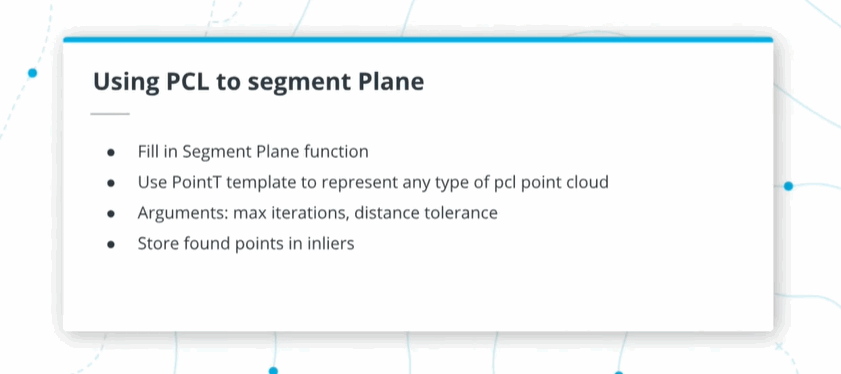 Using PCL to segment Plane
● Fill in Segment Plane function
● Use PointT template to represent any type of pcl point cloud
● Arguments: max iterations, distance tolerance
● Store found points in inliers